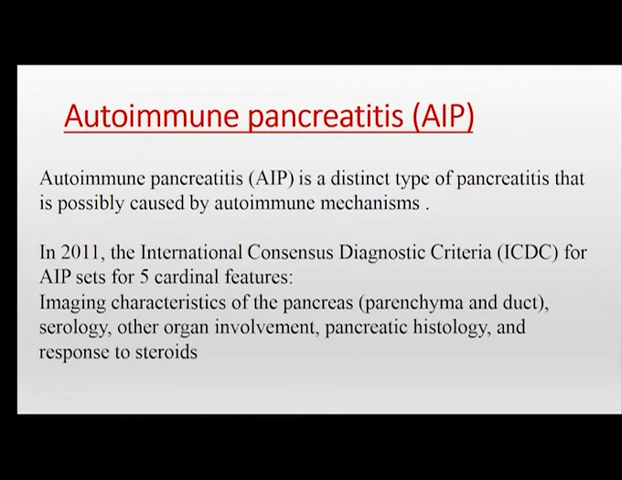 Autoimmune pancreatitis (AIP)
Autoimmune pancreatitis (AIP) is a distinct type of pancreatitis that
is possibly caused by autoimmune mechanisms .
In 2011, the International Consensus Diagnostic Criteria (ICDC) for
AIP sets for 5 cardinal features:
Imaging characteristics of the pancreas (parenchyma and duct),
serology, other organ involvement, pancreatic histology, and
response to steroids